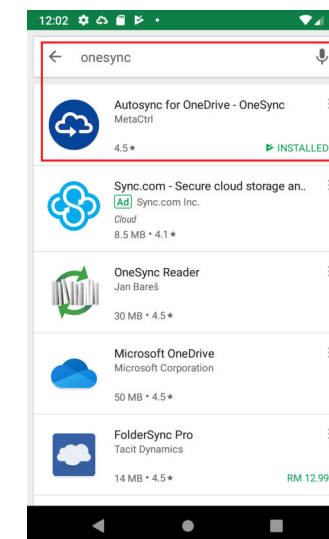 12:02
onesync
Autosync for OneDrive - OneSync
MetaCtrl
4.5★
INSTALLED
Sync.com - Secure cloud storage an..
Ad Sync.com Inc.
Cloud
8.5 MB • 4.1★
OneSync Reader
Jan Bareš
30 MB • 4.5★
Microsoft OneDrive
Microsoft Corporation
50 MB • 4.5★
FolderSync Pro
Tacit Dynamics
14 MB • 4.5★
RM 12.99